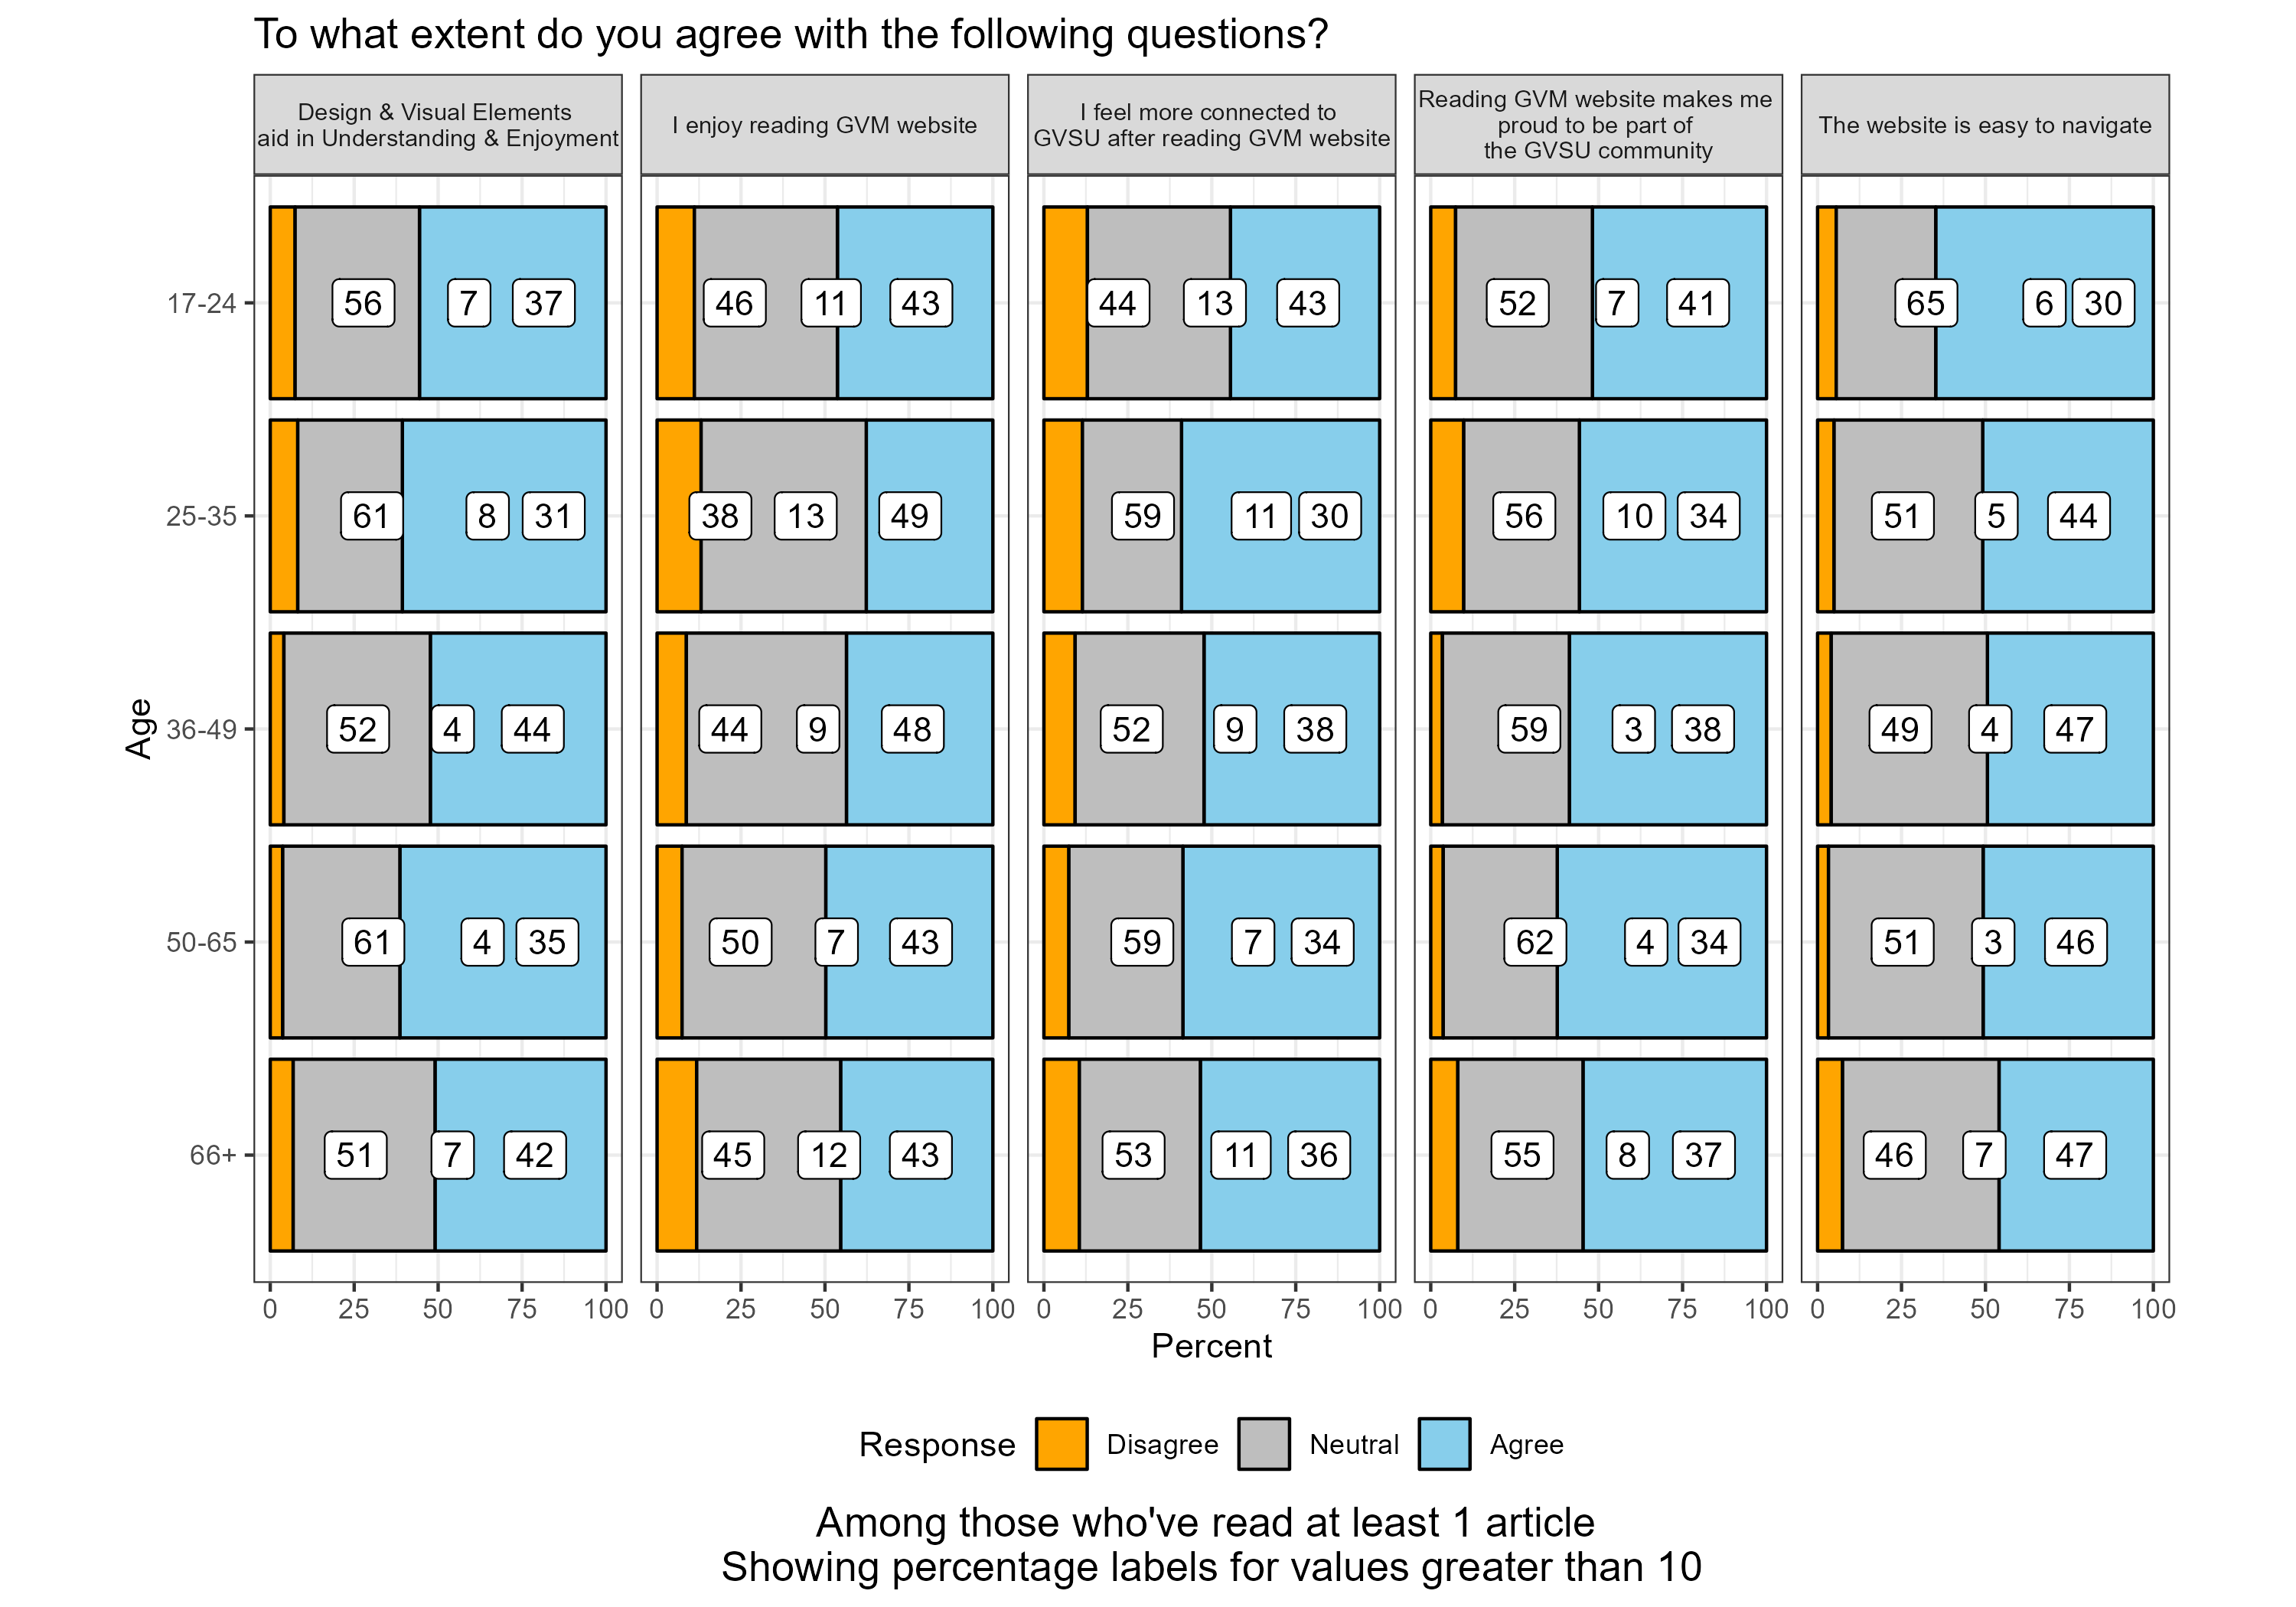 To what extent do you agree with the following questions?
Design & Visual Elements
aid in Understanding & Enjoyment
I enjoy reading GVM website
I feel more connected to
GVSU after reading GVM website
Reading GVM website makes me
proud to be part of
the GVSU community
The website is easy to navigate
Age
17-24
56 7 37
46 11 43
44 13 43
52 7 41
65 6 30
25-35
61 8 31
38 13 49
59 11 30
56 10 34
51 5 44
36-49
52 4 44
44 9 48
52 9 38
59 3 38
49 4 47
50-65
61 4 35
50 7 43
59 7 34
62 4 34
51 3 46
66+
51 7 42
45 12 43
53 11 36
55 8 37
46 7 47
0 25 50 75 100
0 25 50 75 100
0 25 50 75 100
0 25 50 75 100
0 25 50 75 100
Percent
Response Disagree Neutral Agree
Among those who've read at least 1 article
Showing percentage labels for values greater than 10